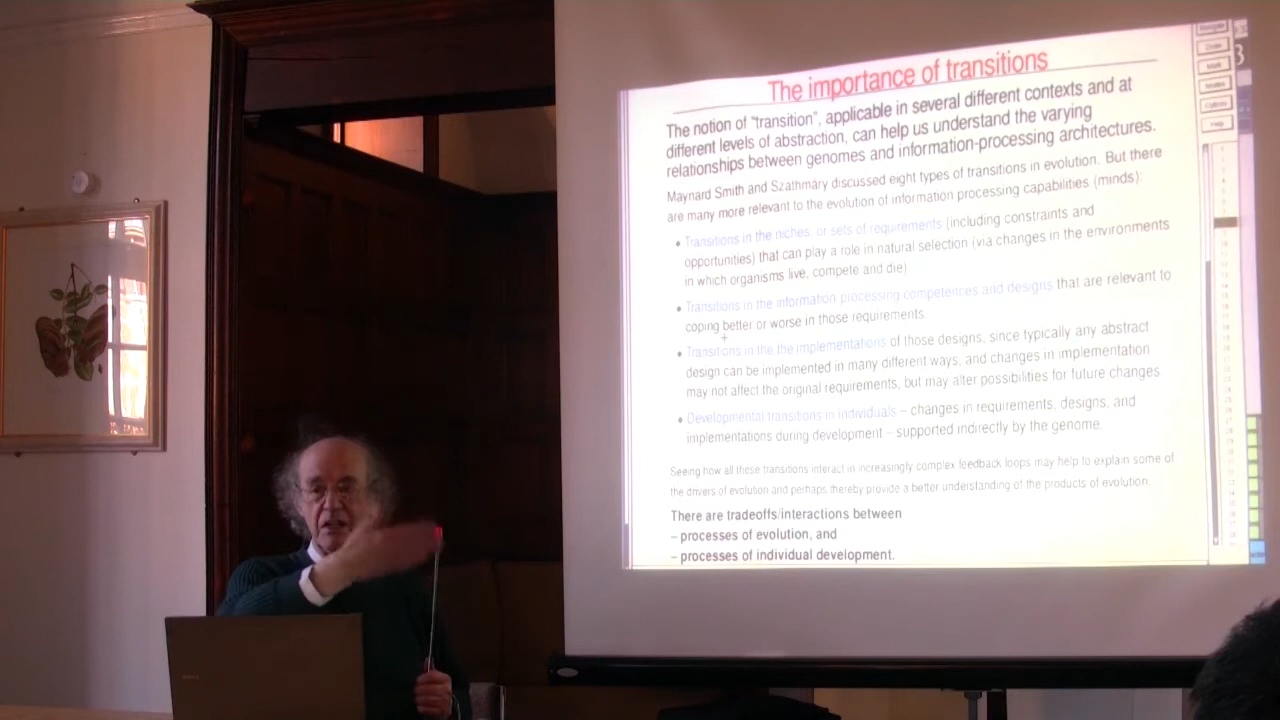 The importance of transitions
The notion of "transition", applicable in several different contexts and at
different levels of abstraction, can help us understand the varying
relationships between genomes and information-processing architectures.
Maynard Smith and Szathmáry discussed eight types of transitions in evolution. But there
are many more relevant to the evolution of information processing capabilities (minds):
• Transitions in the niches, or sets of requirements (including constraints and
opportunities) that can play a role in natural selection (via changes in the environments
in which organisms live, compete and die)
• Transitions in the information processing competences and designs that are relevant to
coping better or worse in those requirements.
• Transitions in the the implementations of those designs, since typically any abstract
design can be implemented in many different ways, and changes in implementation
may not affect the original requirements, but may alter possibilities for future changes.
• Developmental transitions in individuals – changes in requirements, designs, and
implementations during development – supported indirectly by the genome.
Seeing how all these transitions interact in increasingly complex feedback loops may help to explain some of
the drivers of evolution and perhaps thereby provide a better understanding of the products of evolution.
There are tradeoffs/interactions between
– processes of evolution, and
– processes of individual development.
Help
3